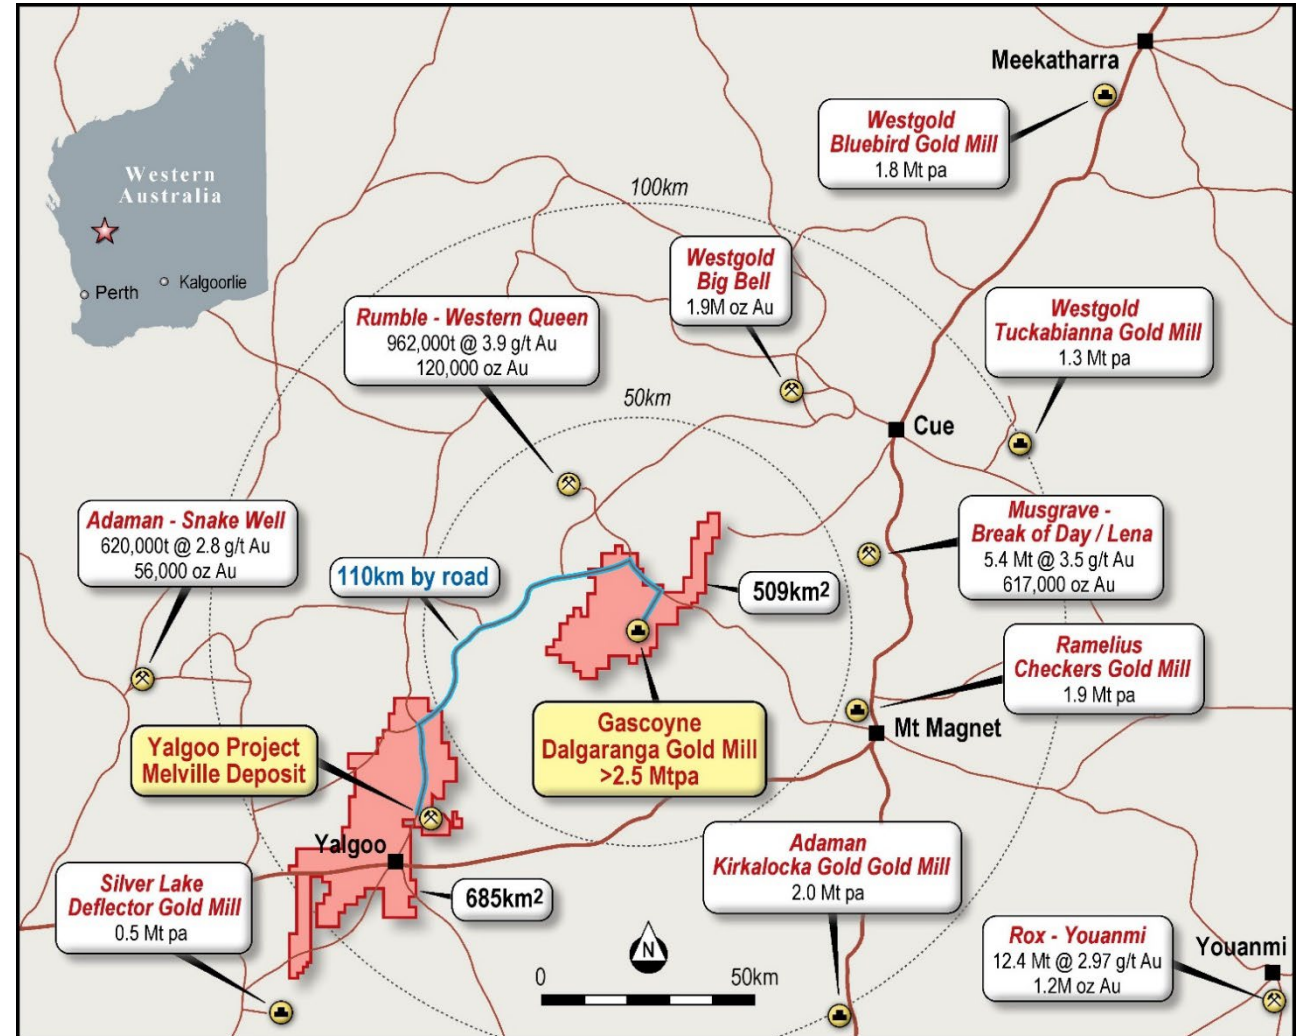 Meekatharra
Westgold
Bluebird Gold Mill
1.8 Mt pa
Western
Australia
Perth
Kalgoorlie
100km
Westgold
Big Bell
1.9M oz Au
Rumble - Western Queen
962,000t @ 3.9 g/t Au
120,000 oz Au
Westgold
Tuckabianna Gold Mill
1.3 Mt pa
50km
Cue
Adaman - Snake Well
620,000t @ 2.8 g/t Au
56,000 oz Au
Musgrave -
Break of Day / Lena
5.4 Mt @ 3.5 g/t Au
617,000 oz Au
110km by road
509km²
Ramelius
Checkers Gold Mill
1.9 Mt pa
Yalgoo Project
Melville Deposit
Gascoyne
Dalgaranga Gold Mill
>2.5 Mtpa
Mt Magnet
Yalgoo
Silver Lake
Deflector Gold Mill
0.5 Mt pa
685km²
Adaman
Kirkalocka Gold Gold Mill
2.0 Mt pa
N
0 50km
Rox - Youanmi
12.4 Mt @ 2.97 g/t Au
1.2M oz Au
Youanmi